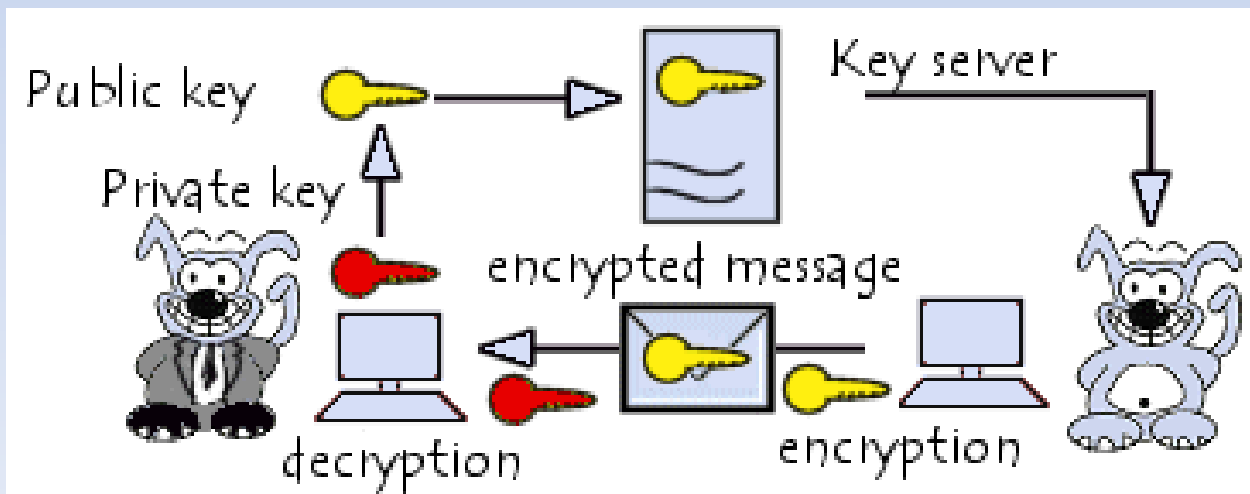 Key server
Public key
Private key
encrypted message
encryption
decryption